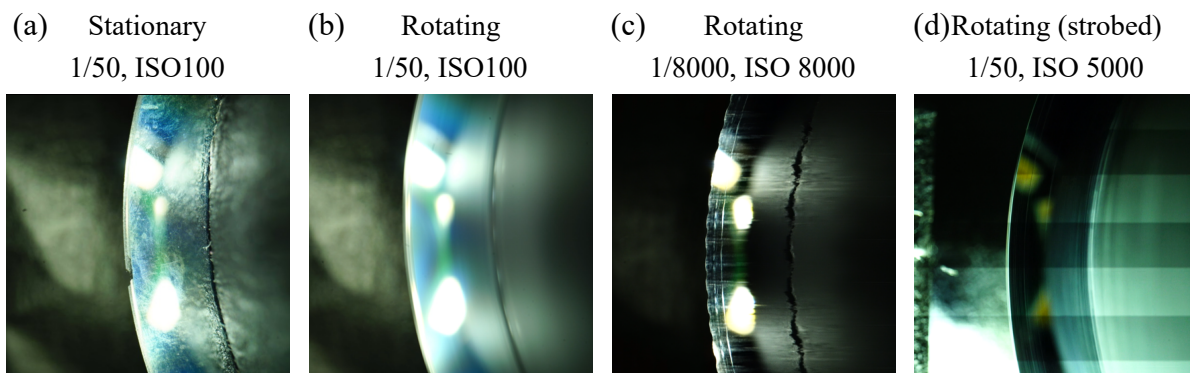 (a) Stationary
1/50, ISO100
(b) Rotating
1/50, ISO100
(c) Rotating
1/8000, ISO 8000
(d)Rotating (strobed)
1/50, ISO 5000